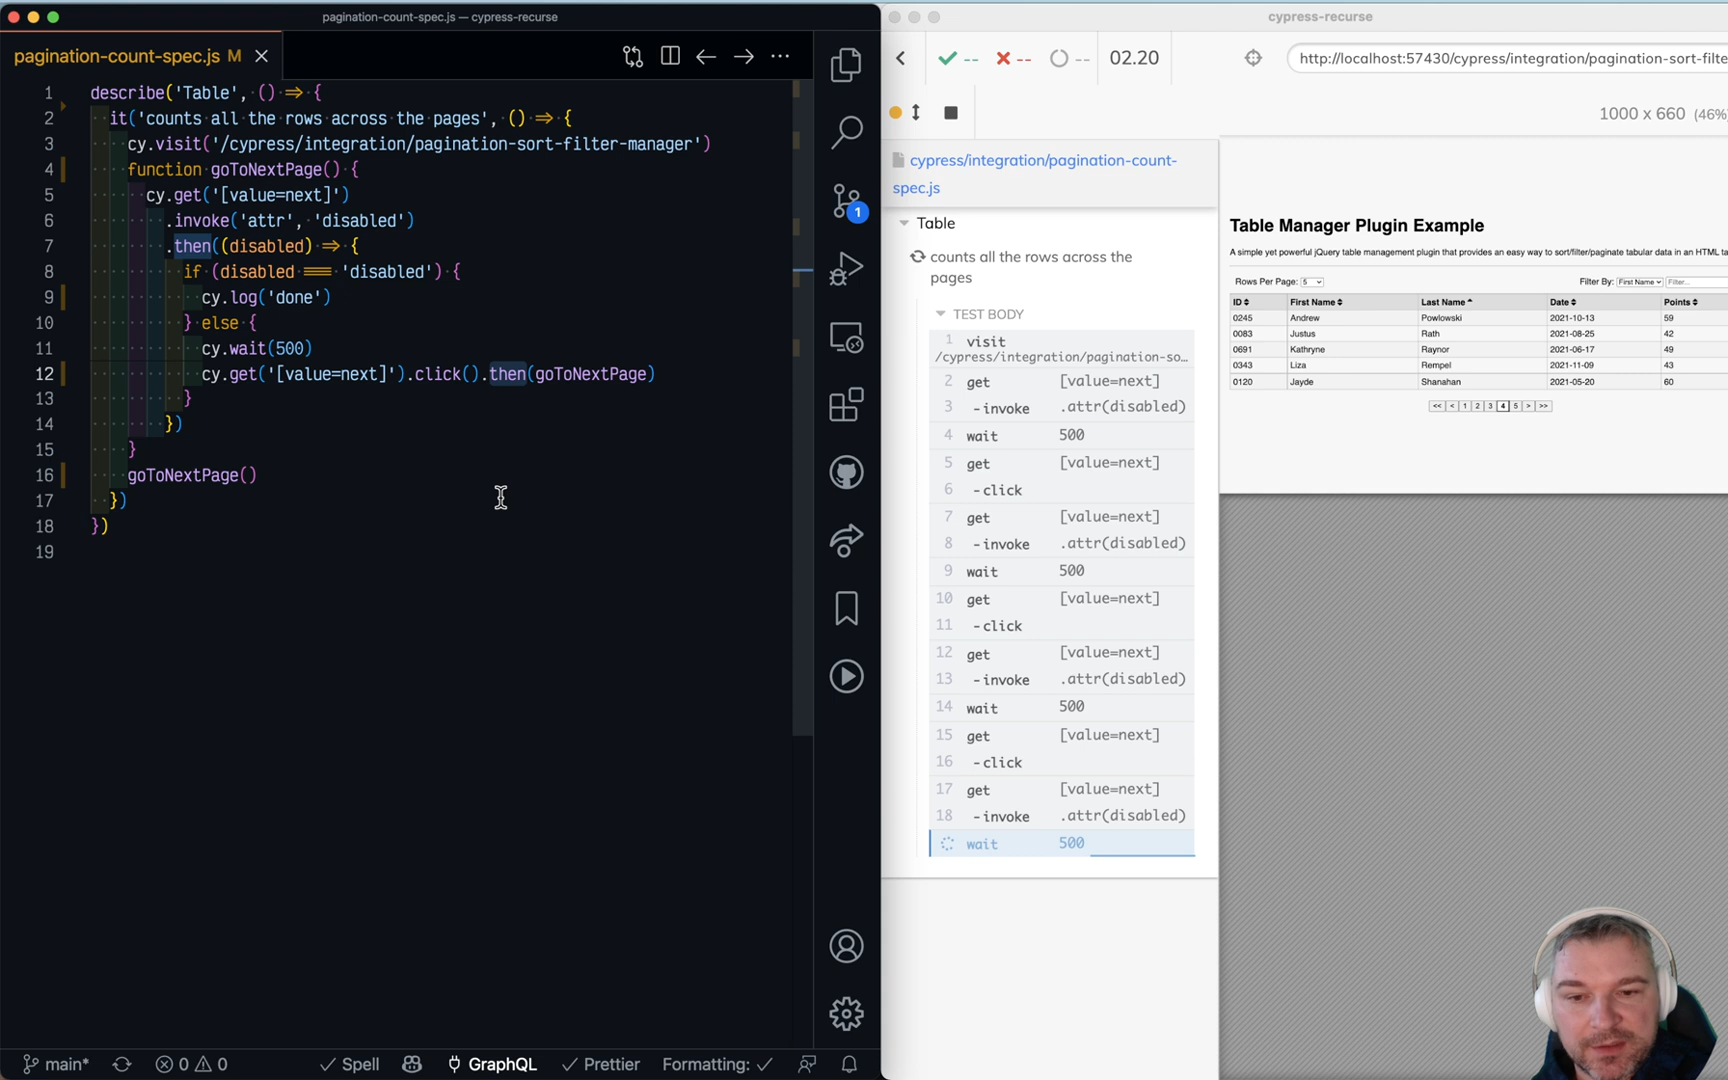 pagination-count-spec.js — cypress-recurse
pagination-count-spec.js M
1 describe('Table', () => {
2 it('counts all the rows across the pages', () => {
3 cy.visit('/cypress/integration/pagination-sort-filter-manager')
4 function goToNextPage() {
5 cy.get('[value=next]')
6 .invoke('attr', 'disabled')
7 .then((disabled) => {
8 if (disabled === 'disabled') {
9 cy.log('done')
10 } else {
11 cy.wait(500)
12 cy.get('[value=next]').click().then(goToNextPage)
13 }
14 })
15 }
16 goToNextPage()
17 })
18 })
19
1
main* 0 0 Spell GraphQL Prettier Formatting:
cypress-recurse
-- -- -- 02.20
http://localhost:57430/cypress/integration/pagination-sort-filte
1000 x 660 (46%
cypress/integration/pagination-count-
spec.js
Table
counts all the rows across the
pages
TEST BODY
1 visit
/cypress/integration/pagination-so...
2 get [value=next]
3 -invoke .attr(disabled)
4 wait 500
5 get [value=next]
6 -click
7 get [value=next]
8 -invoke .attr(disabled)
9 wait 500
10 get [value=next]
11 -click
12 get [value=next]
13 -invoke .attr(disabled)
14 wait 500
15 get [value=next]
16 -click
17 get [value=next]
18 -invoke .attr(disabled)
wait 500
Table Manager Plugin Example
A simple yet powerful jQuery table management plugin that provides an easy way to sort/filter/paginate tabular data in an HTML ta
Rows Per Page: 5 Filter By: First Name Filter...
ID First Name Last Name Date Points
0245 Andrew Powlowski 2021-10-13 59
0083 Justus Rath 2021-08-25 42
0691 Kathryne Raynor 2021-06-17 49
0343 Liza Rempel 2021-11-09 43
0120 Jayde Shanahan 2021-05-20 60
<< < 1 2 3 4 5 > >>